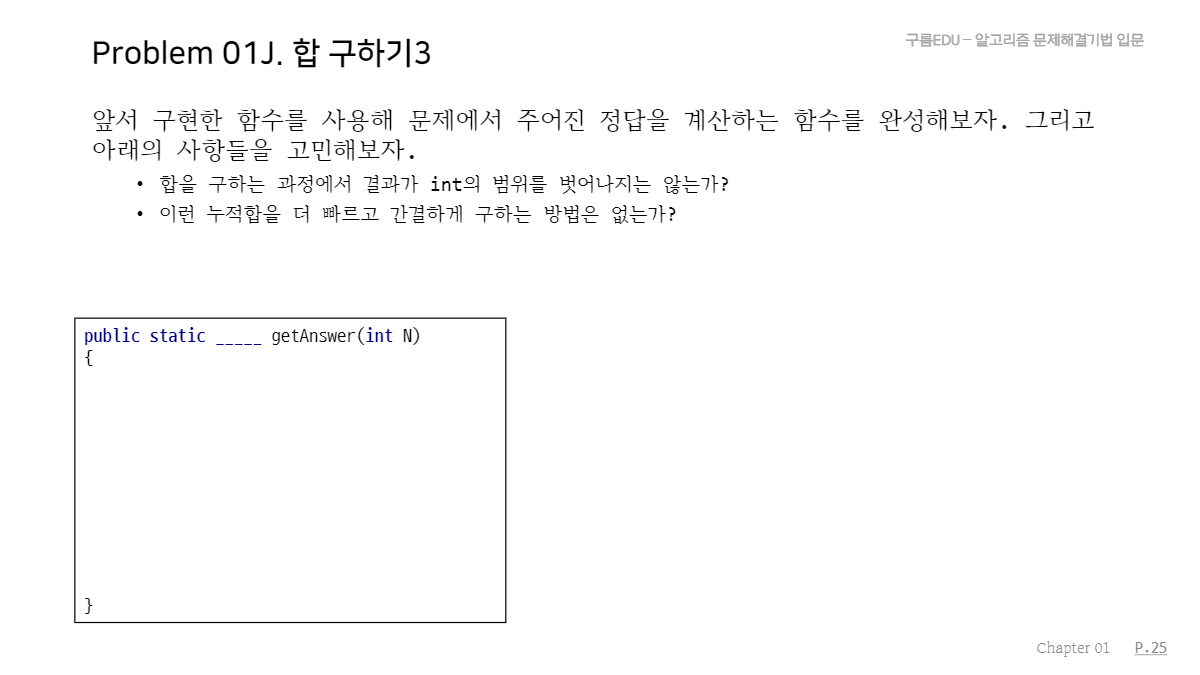 Problem 01J. 합 구하기3
구름EDU – 알고리즘 문제해결기법 입문
앞서 구현한 함수를 사용해 문제에서 주어진 정답을 계산하는 함수를 완성해보자. 그리고
아래의 사항들을 고민해보자.
• 합을 구하는 과정에서 결과가 int의 범위를 벗어나지는 않는가?
• 이런 누적합을 더 빠르고 간결하게 구하는 방법은 없는가?
public static _____ getAnswer(int N)
{
}
Chapter 01 P.25